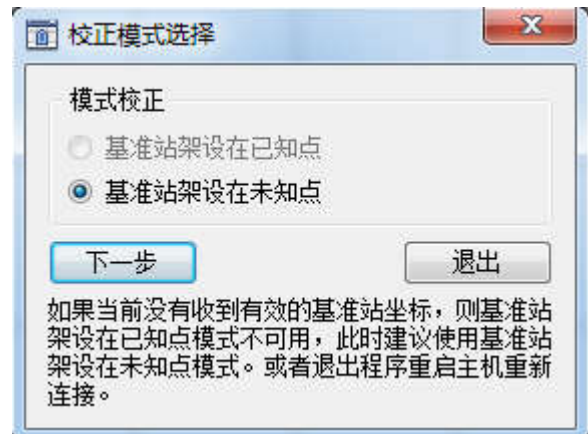 校正模式选择
模式校正
基准站架设在已知点
基准站架设在未知点
下一步
退出
如果当前没有收到有效的基准站坐标，则基准站
架设在已知点模式不可用，此时建议使用基准站
架设在未知点模式。或者退出程序重启主机重新
连接。